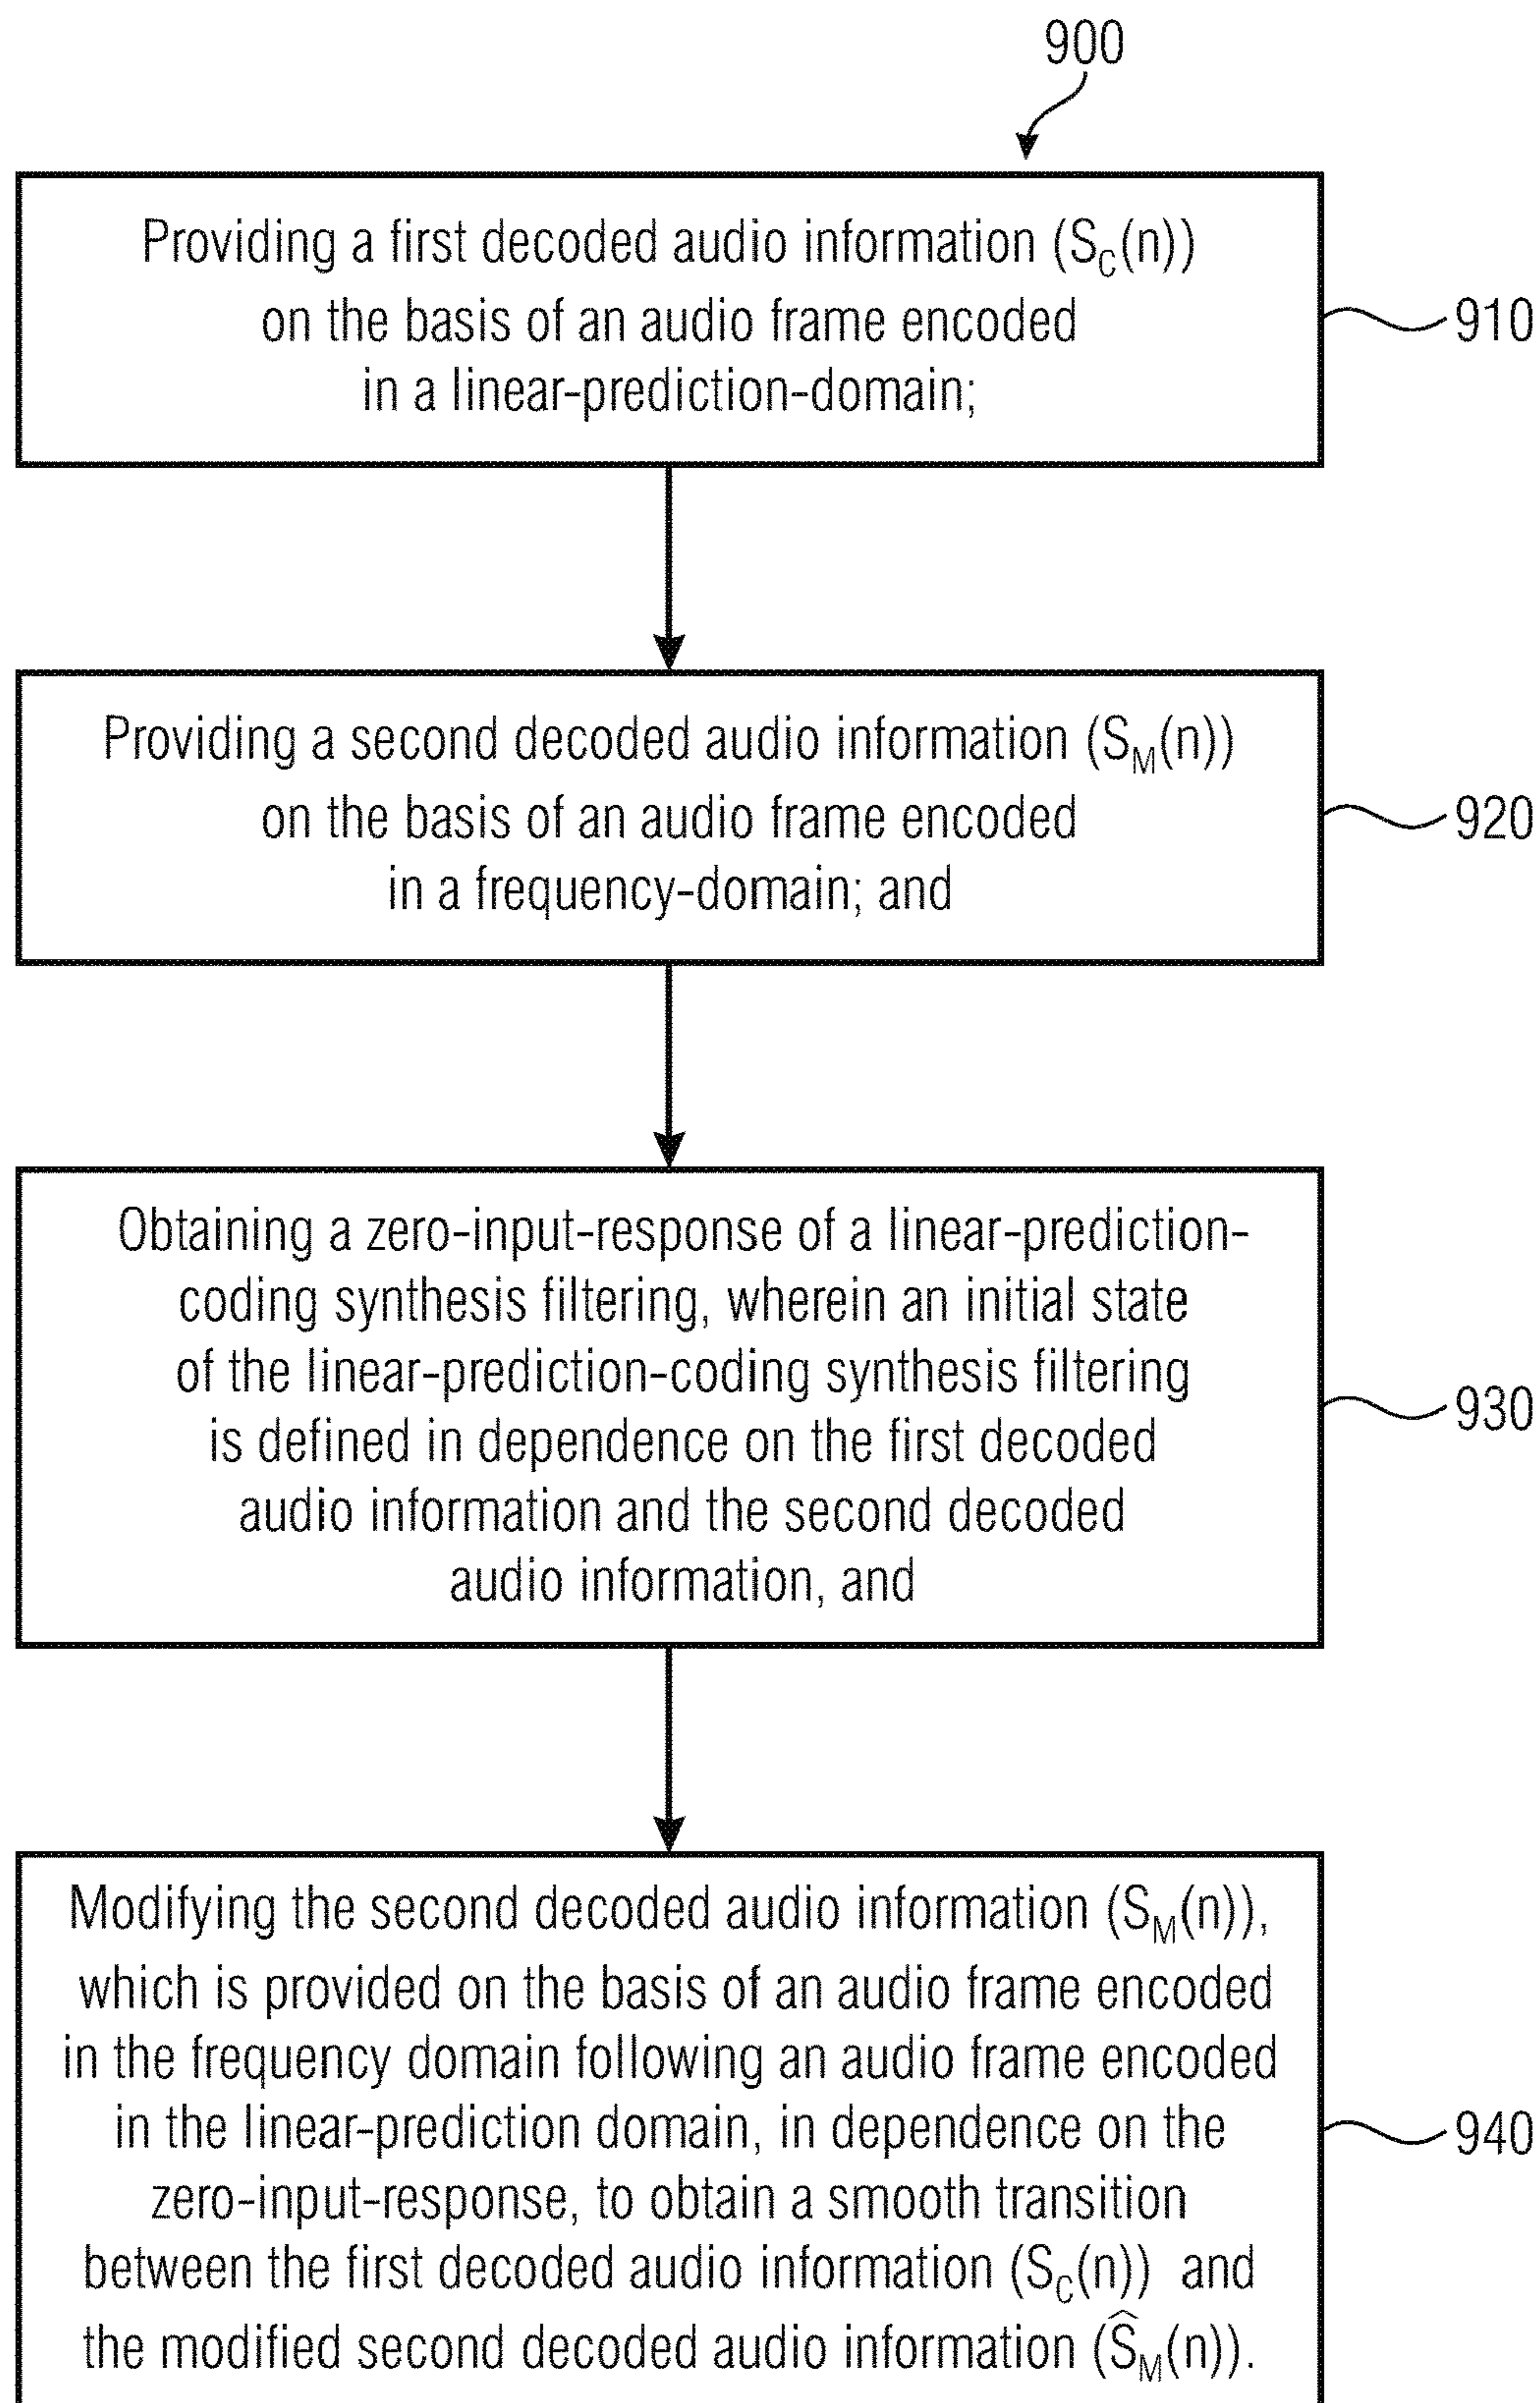 900
Providing a first decoded audio information (S_C(n))
on the basis of an audio frame encoded
in a linear-prediction-domain;
910
Providing a second decoded audio information (S_M(n))
on the basis of an audio frame encoded
in a frequency-domain; and
920
Obtaining a zero-input-response of a linear-prediction-
coding synthesis filtering, wherein an initial state
of the linear-prediction-coding synthesis filtering
is defined in dependence on the first decoded
audio information and the second decoded
audio information, and
930
Modifying the second decoded audio information (S_M(n)),
which is provided on the basis of an audio frame encoded
in the frequency domain following an audio frame encoded
in the linear-prediction domain, in dependence on the
zero-input-response, to obtain a smooth transition
between the first decoded audio information (S_C(n)) and
the modified second decoded audio information (Ŝ_M(n)).
940